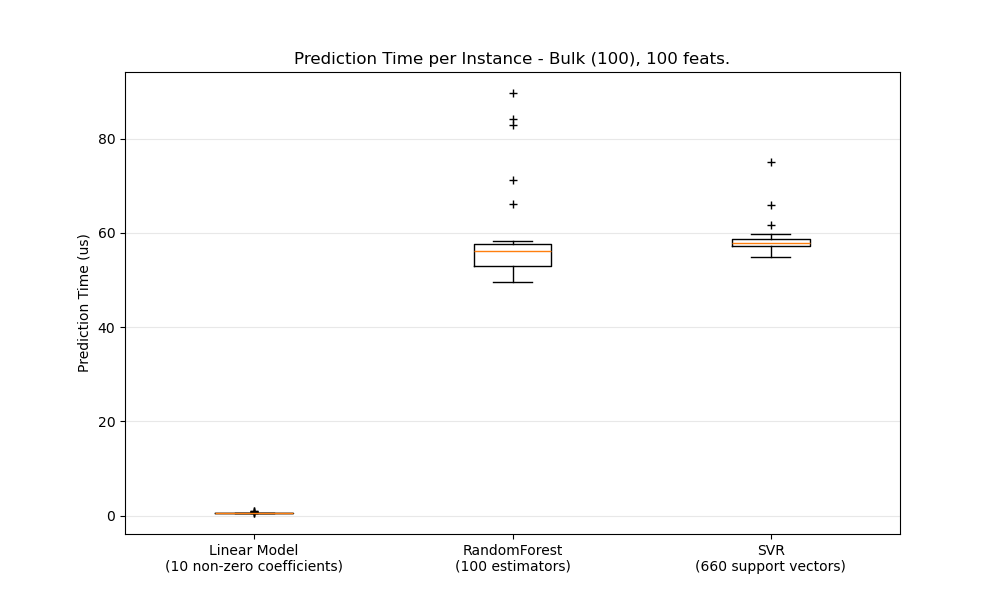 Prediction Time per Instance - Bulk (100), 100 feats.
Prediction Time (us)
80
60
40
20
0
Linear Model
(10 non-zero coefficients)
RandomForest
(100 estimators)
SVR
(660 support vectors)